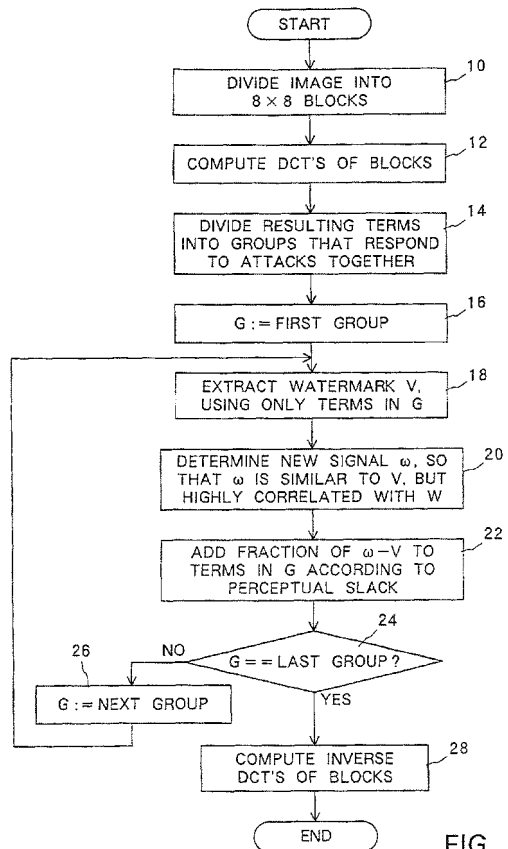 START
10
DIVIDE IMAGE INTO
8 × 8 BLOCKS
12
COMPUTE DCT'S OF BLOCKS
14
DIVIDE RESULTING TERMS
INTO GROUPS THAT RESPOND
TO ATTACKS TOGETHER
16
G := FIRST GROUP
18
EXTRACT WATERMARK V,
USING ONLY TERMS IN G
20
DETERMINE NEW SIGNAL ω, SO
THAT ω IS SIMILAR TO V, BUT
HIGHLY CORRELATED WITH W
22
ADD FRACTION OF ω–V TO
TERMS IN G ACCORDING TO
PERCEPTUAL SLACK
24
G == LAST GROUP ?
NO
YES
26
G := NEXT GROUP
28
COMPUTE INVERSE
DCT'S OF BLOCKS
END
FIG